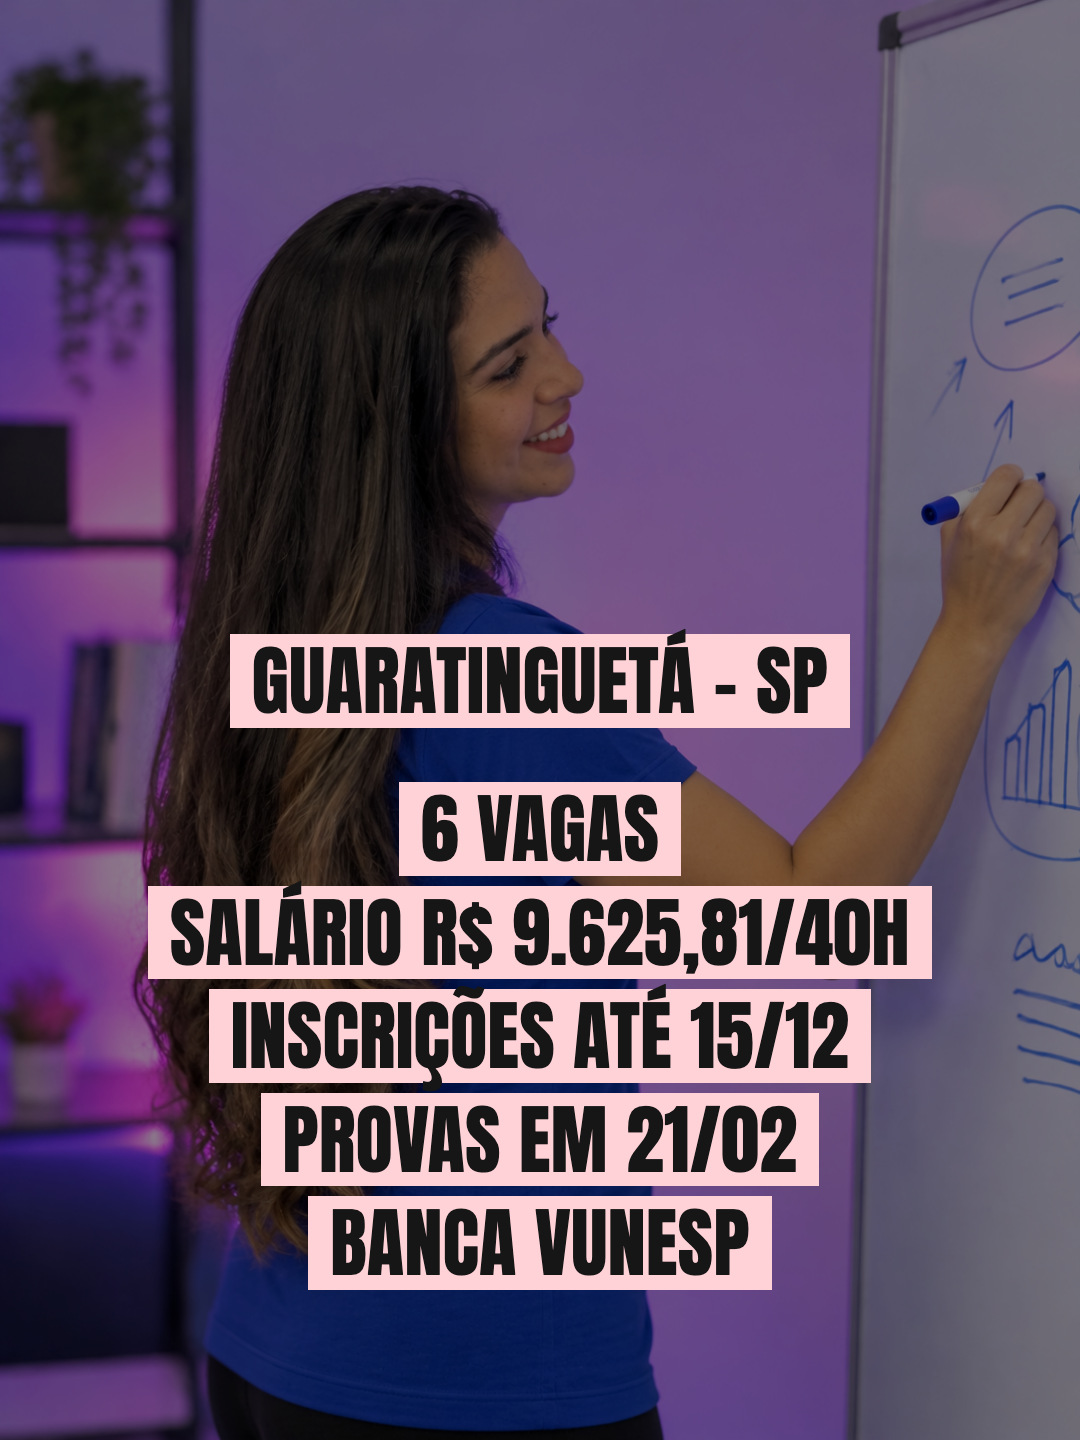 GUARATINGUETÁ - SP
6 VAGAS
SALÁRIO R$ 9.625,81/40H
INSCRIÇÕES ATÉ 15/12
PROVAS EM 21/02
BANCA VUNESP